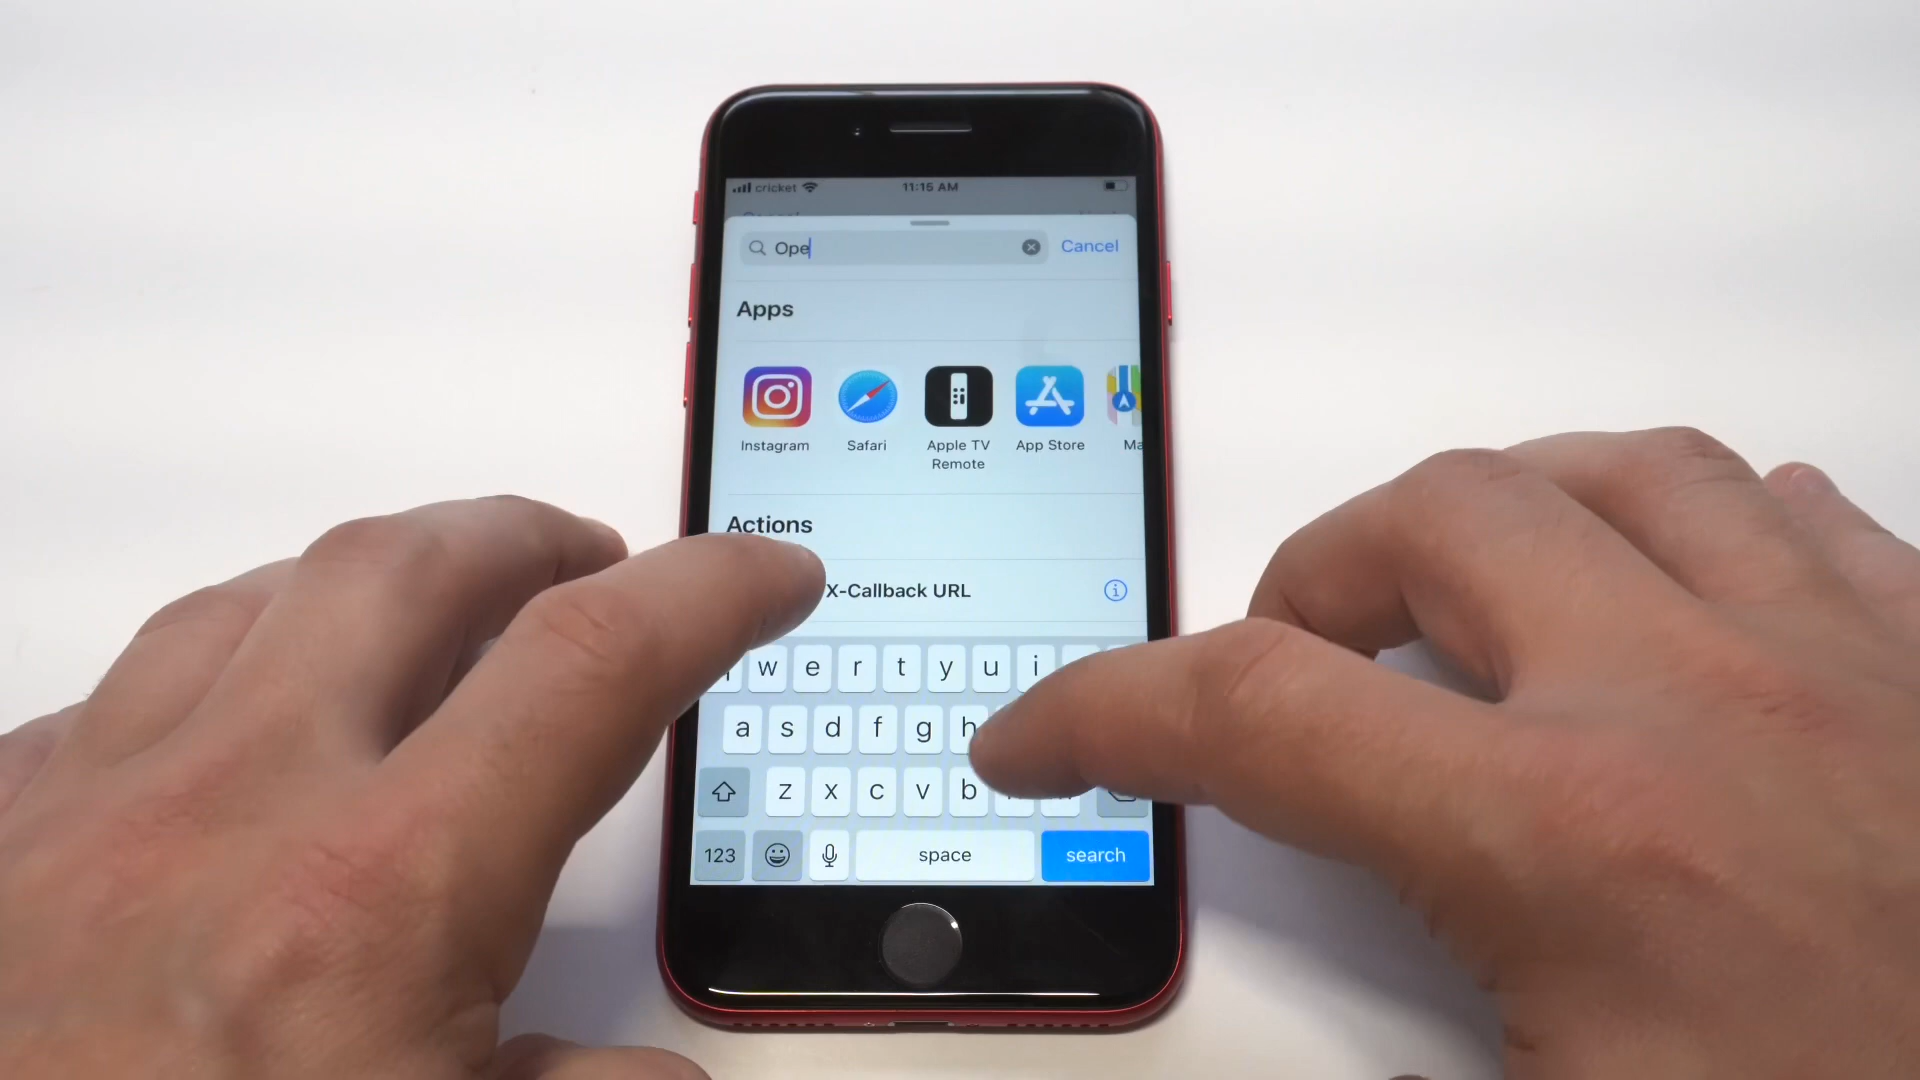 cricket 11:15 AM
Ope Cancel
Apps
Instagram Safari Apple TV Remote App Store Ma
Actions
X-Callback URL
w e r t y u i
a s d f g h
z x c v b
123 space search